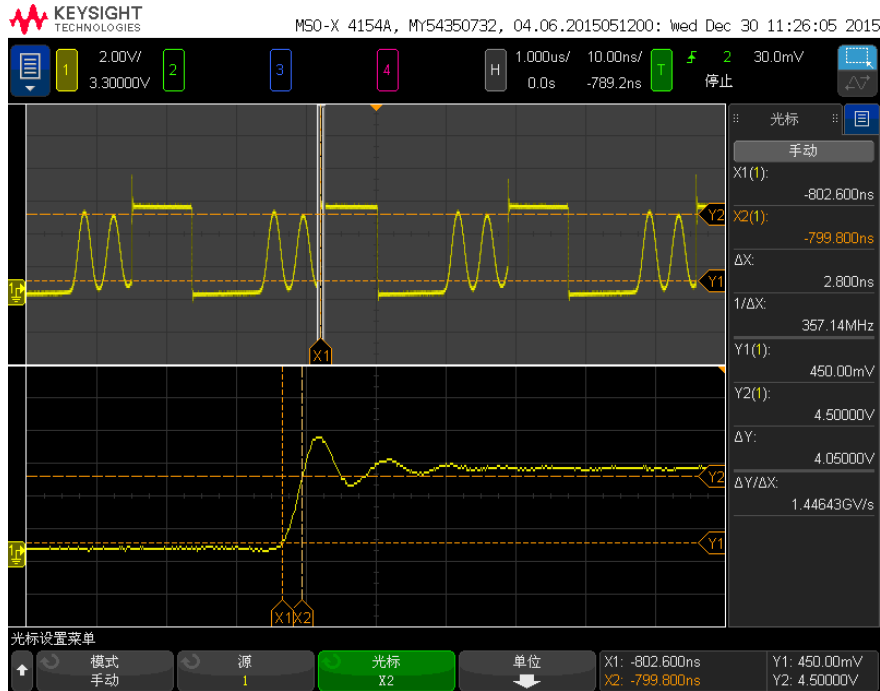 KEYSIGHT
TECHNOLOGIES
MSO-X 4154A, MY54350732, 04.06.2015051200: Wed Dec 30 11:26:05 2015
1 2.00V/ 2 3 4 H 1.000us/ 10.00ns/ T 2 30.0mV
3.30000V 0.0s -789.2ns 停止
光标
手动
X1(1):
-802.600ns
X2(1):
-799.800ns
ΔX:
2.800ns
1/ΔX:
357.14MHz
Y1(1):
450.00mV
Y2(1):
4.50000V
ΔY:
4.05000V
ΔY/ΔX:
1.44643GV/s
Y2
1
Y1
X1
Y2
1
Y1
X1 X2
光标设置菜单
模式 源 光标 单位 X1: -802.600ns Y1: 450.00mV
手动 1 X2 X2: -799.800ns Y2: 4.50000V